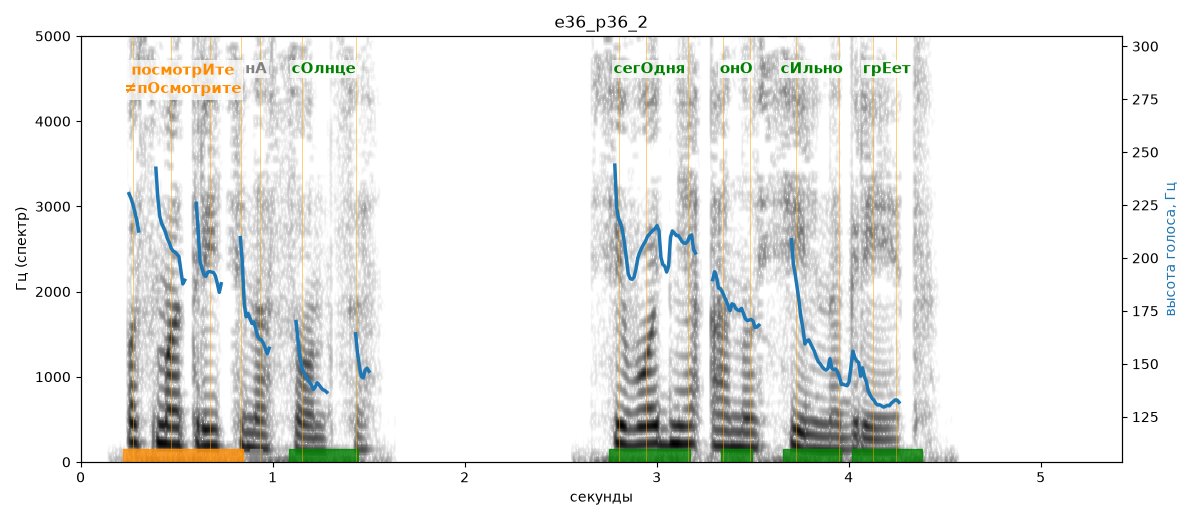 e36_p36_2
посмотрИте нА сОлнце сегОдня онО сИльно грЕет
≠пОсмотрите
5000
4000
3000
2000
1000
0
Гц (спектр)
300
275
250
225
200
175
150
125
высота голоса, Гц
0 1 2 3 4 5
секунды